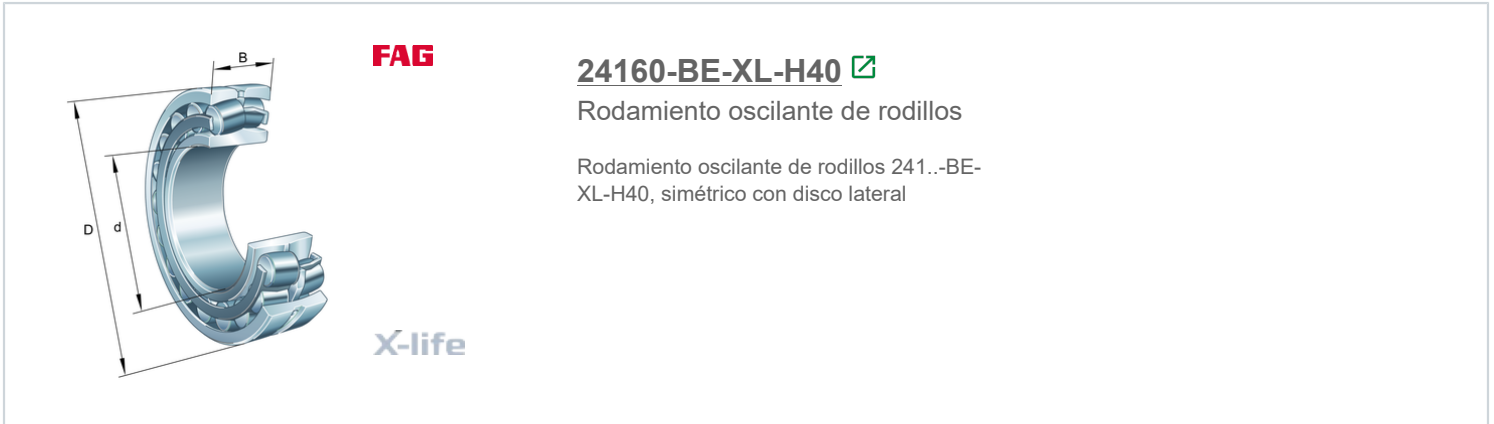 B
FAG
24160-BE-XL-H40
Rodamiento oscilante de rodillos
Rodamiento oscilante de rodillos 241..-BE-
XL-H40, simétrico con disco lateral
D
d
X-life